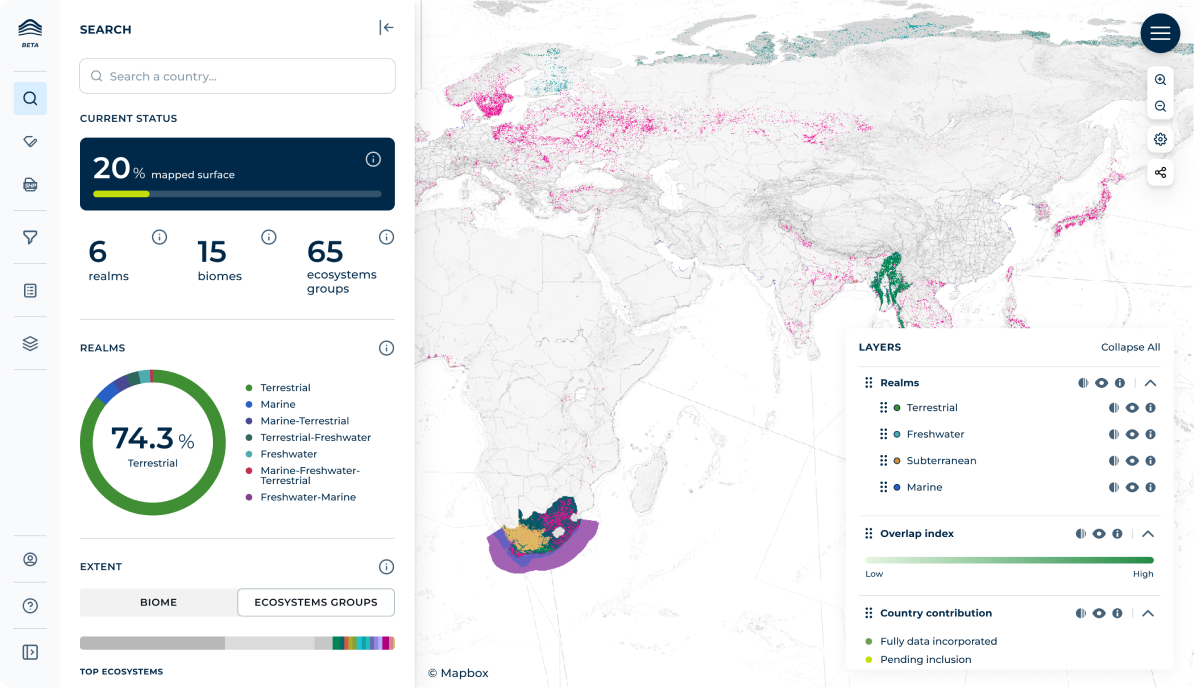 BETA
SEARCH
Search a country...
CURRENT STATUS
20 % mapped surface
6 realms
15 biomes
65 ecosystems groups
REALMS
74.3 %
Terrestrial
Terrestrial
Marine
Marine-Terrestrial
Terrestrial-Freshwater
Freshwater
Marine-Freshwater-
Terrestrial
Freshwater-Marine
EXTENT
BIOME
ECOSYSTEMS GROUPS
TOP ECOSYSTEMS
SHP
© Mapbox
LAYERS
Collapse All
Realms
Terrestrial
Freshwater
Subterranean
Marine
Overlap index
Low
High
Country contribution
Fully data incorporated
Pending inclusion